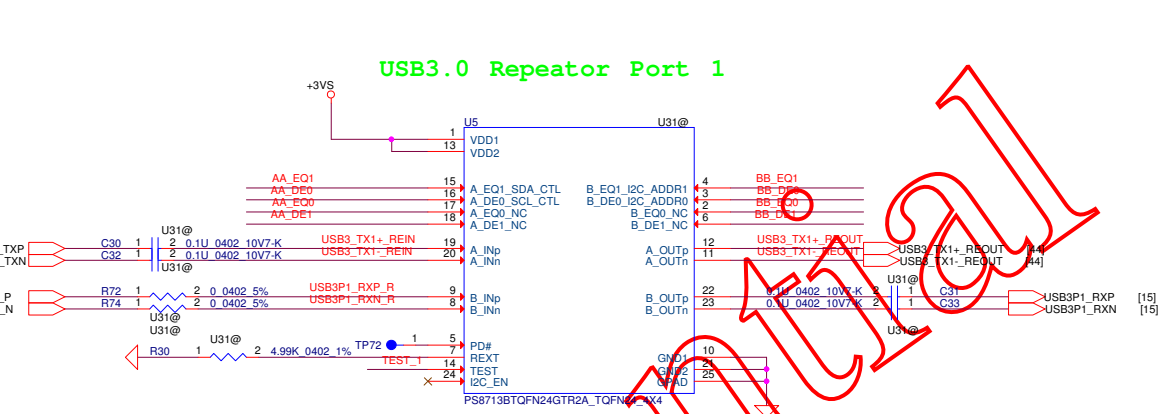 USB3.0 Repeator Port 1
+3VS
U5 U31@
1 VDD1
13 VDD2
AA_EQ1 15 A_EQ1_SDA_CTL B_EQ1_I2C_ADDR1 4 BB_EQ1
AA_DE0 16 A_DE0_SCL_CTL B_DE0_I2C_ADDR0 3 BB_DE0
AA_EQ0 17 A_EQ0_NC B_EQ0_NC 2 BB_EQ0
AA_DE1 18 A_DE1_NC B_DE1_NC 6 BB_DE1
U31@
_TXP C30 1 2 0.1U_0402_10V7-K USB3_TX1+_REIN 19 A_INp A_OUTp 12 USB3_TX1+_REOUT USB3_TX1+_REOUT [44]
_TXN C32 1 2 0.1U_0402_10V7-K USB3_TX1-_REIN 20 A_INn A_OUTn 11 USB3_TX1-_REOUT USB3_TX1-_REOUT [44]
U31@ U31@
_P R72 1 2 0_0402_5% USB3P1_RXP_R 9 B_INp B_OUTp 22 0.1U_0402_10V7-K 2 1 C31 USB3P1_RXP [15]
_N R74 1 2 0_0402_5% USB3P1_RXN_R 8 B_INn B_OUTn 23 0.1U_0402_10V7-K 2 1 C33 USB3P1_RXN [15]
U31@
U31@ U31@
U31@ TP72 1 5 PD#
R30 1 2 4.99K_0402_1% 7 REXT GND1 10
TEST_1 14 TEST GND2 21
24 I2C_EN GPAD 25
PS8713BTQFN24GTR2A_TQFN24_4X4